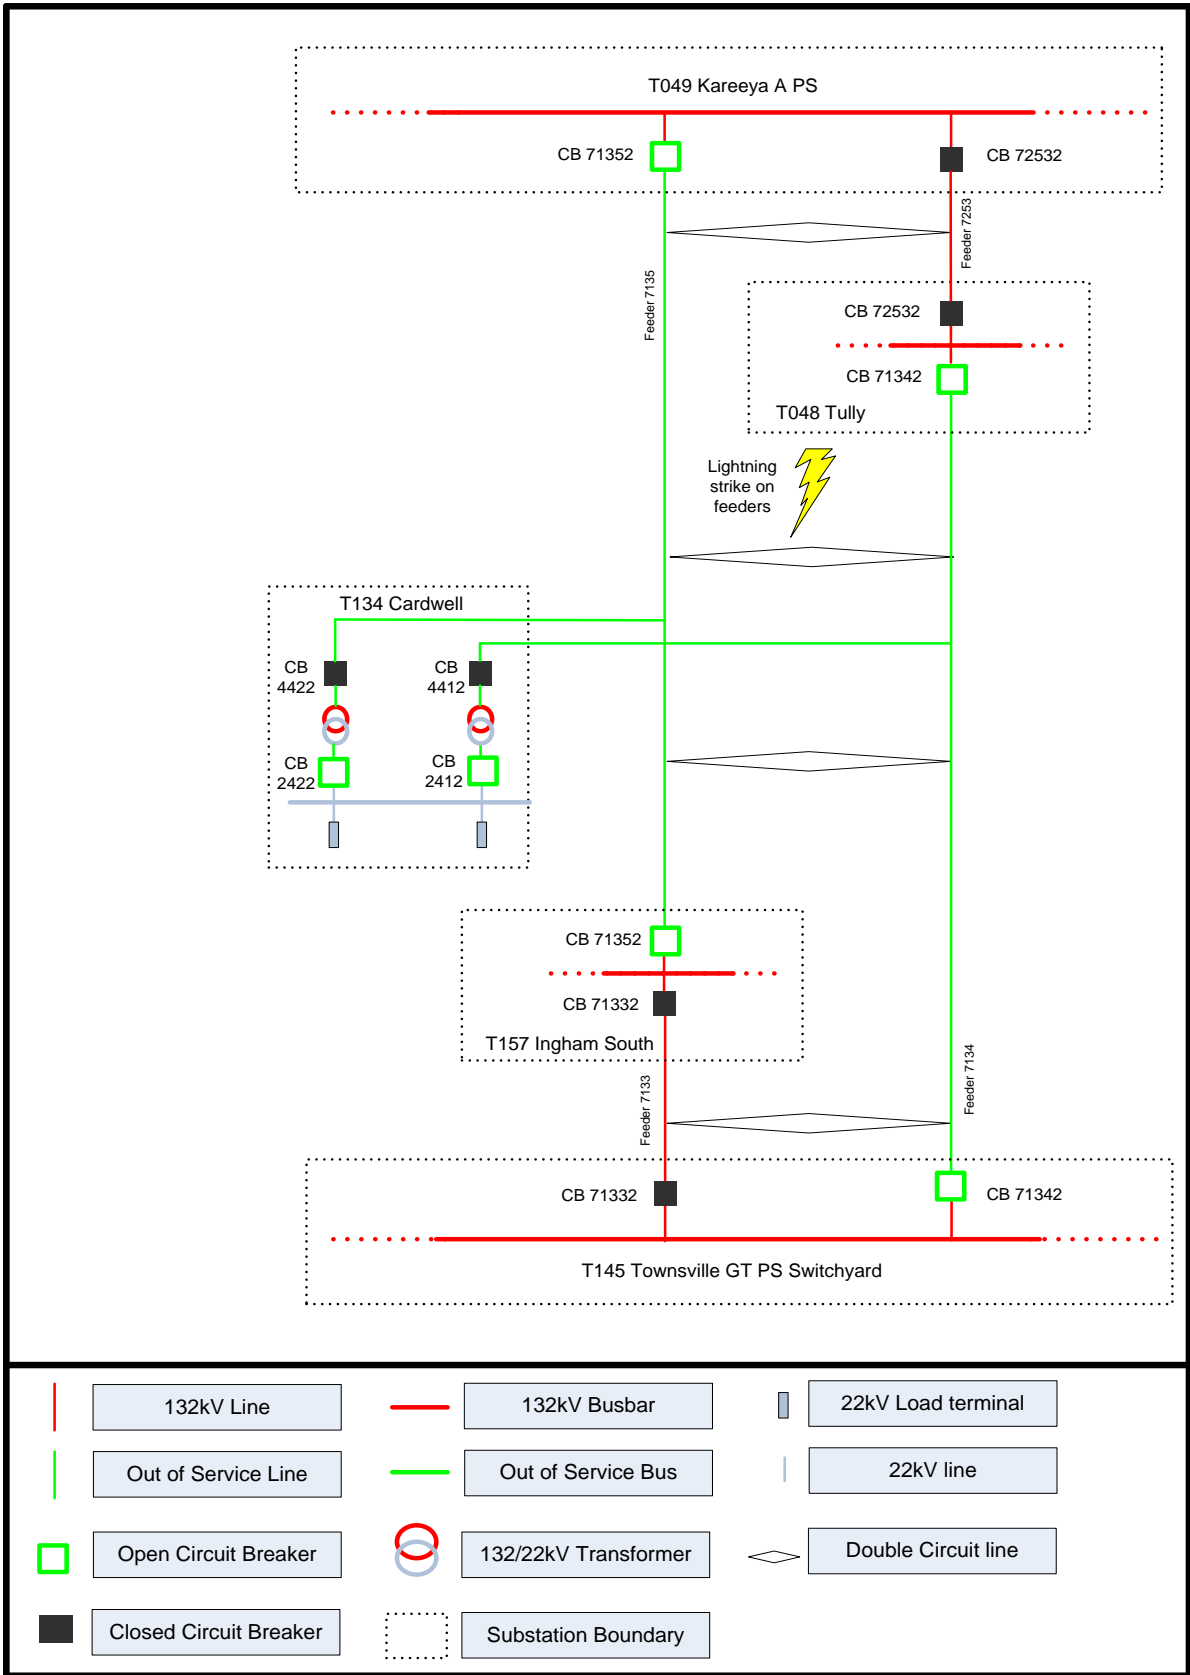 T049 Kareeya A PS
CB 71352
CB 72532
Feeder 7253
Feeder 7135
CB 72532
CB 71342
T048 Tully
Lightning
strike on
feeders
T134 Cardwell
CB
4422
CB
4412
CB
2422
CB
2412
CB 71352
CB 71332
T157 Ingham South
Feeder 7133
Feeder 7134
CB 71332
CB 71342
T145 Townsville GT PS Switchyard
132kV Line
132kV Busbar
22kV Load terminal
Out of Service Line
Out of Service Bus
22kV line
Open Circuit Breaker
132/22kV Transformer
Double Circuit line
Closed Circuit Breaker
Substation Boundary